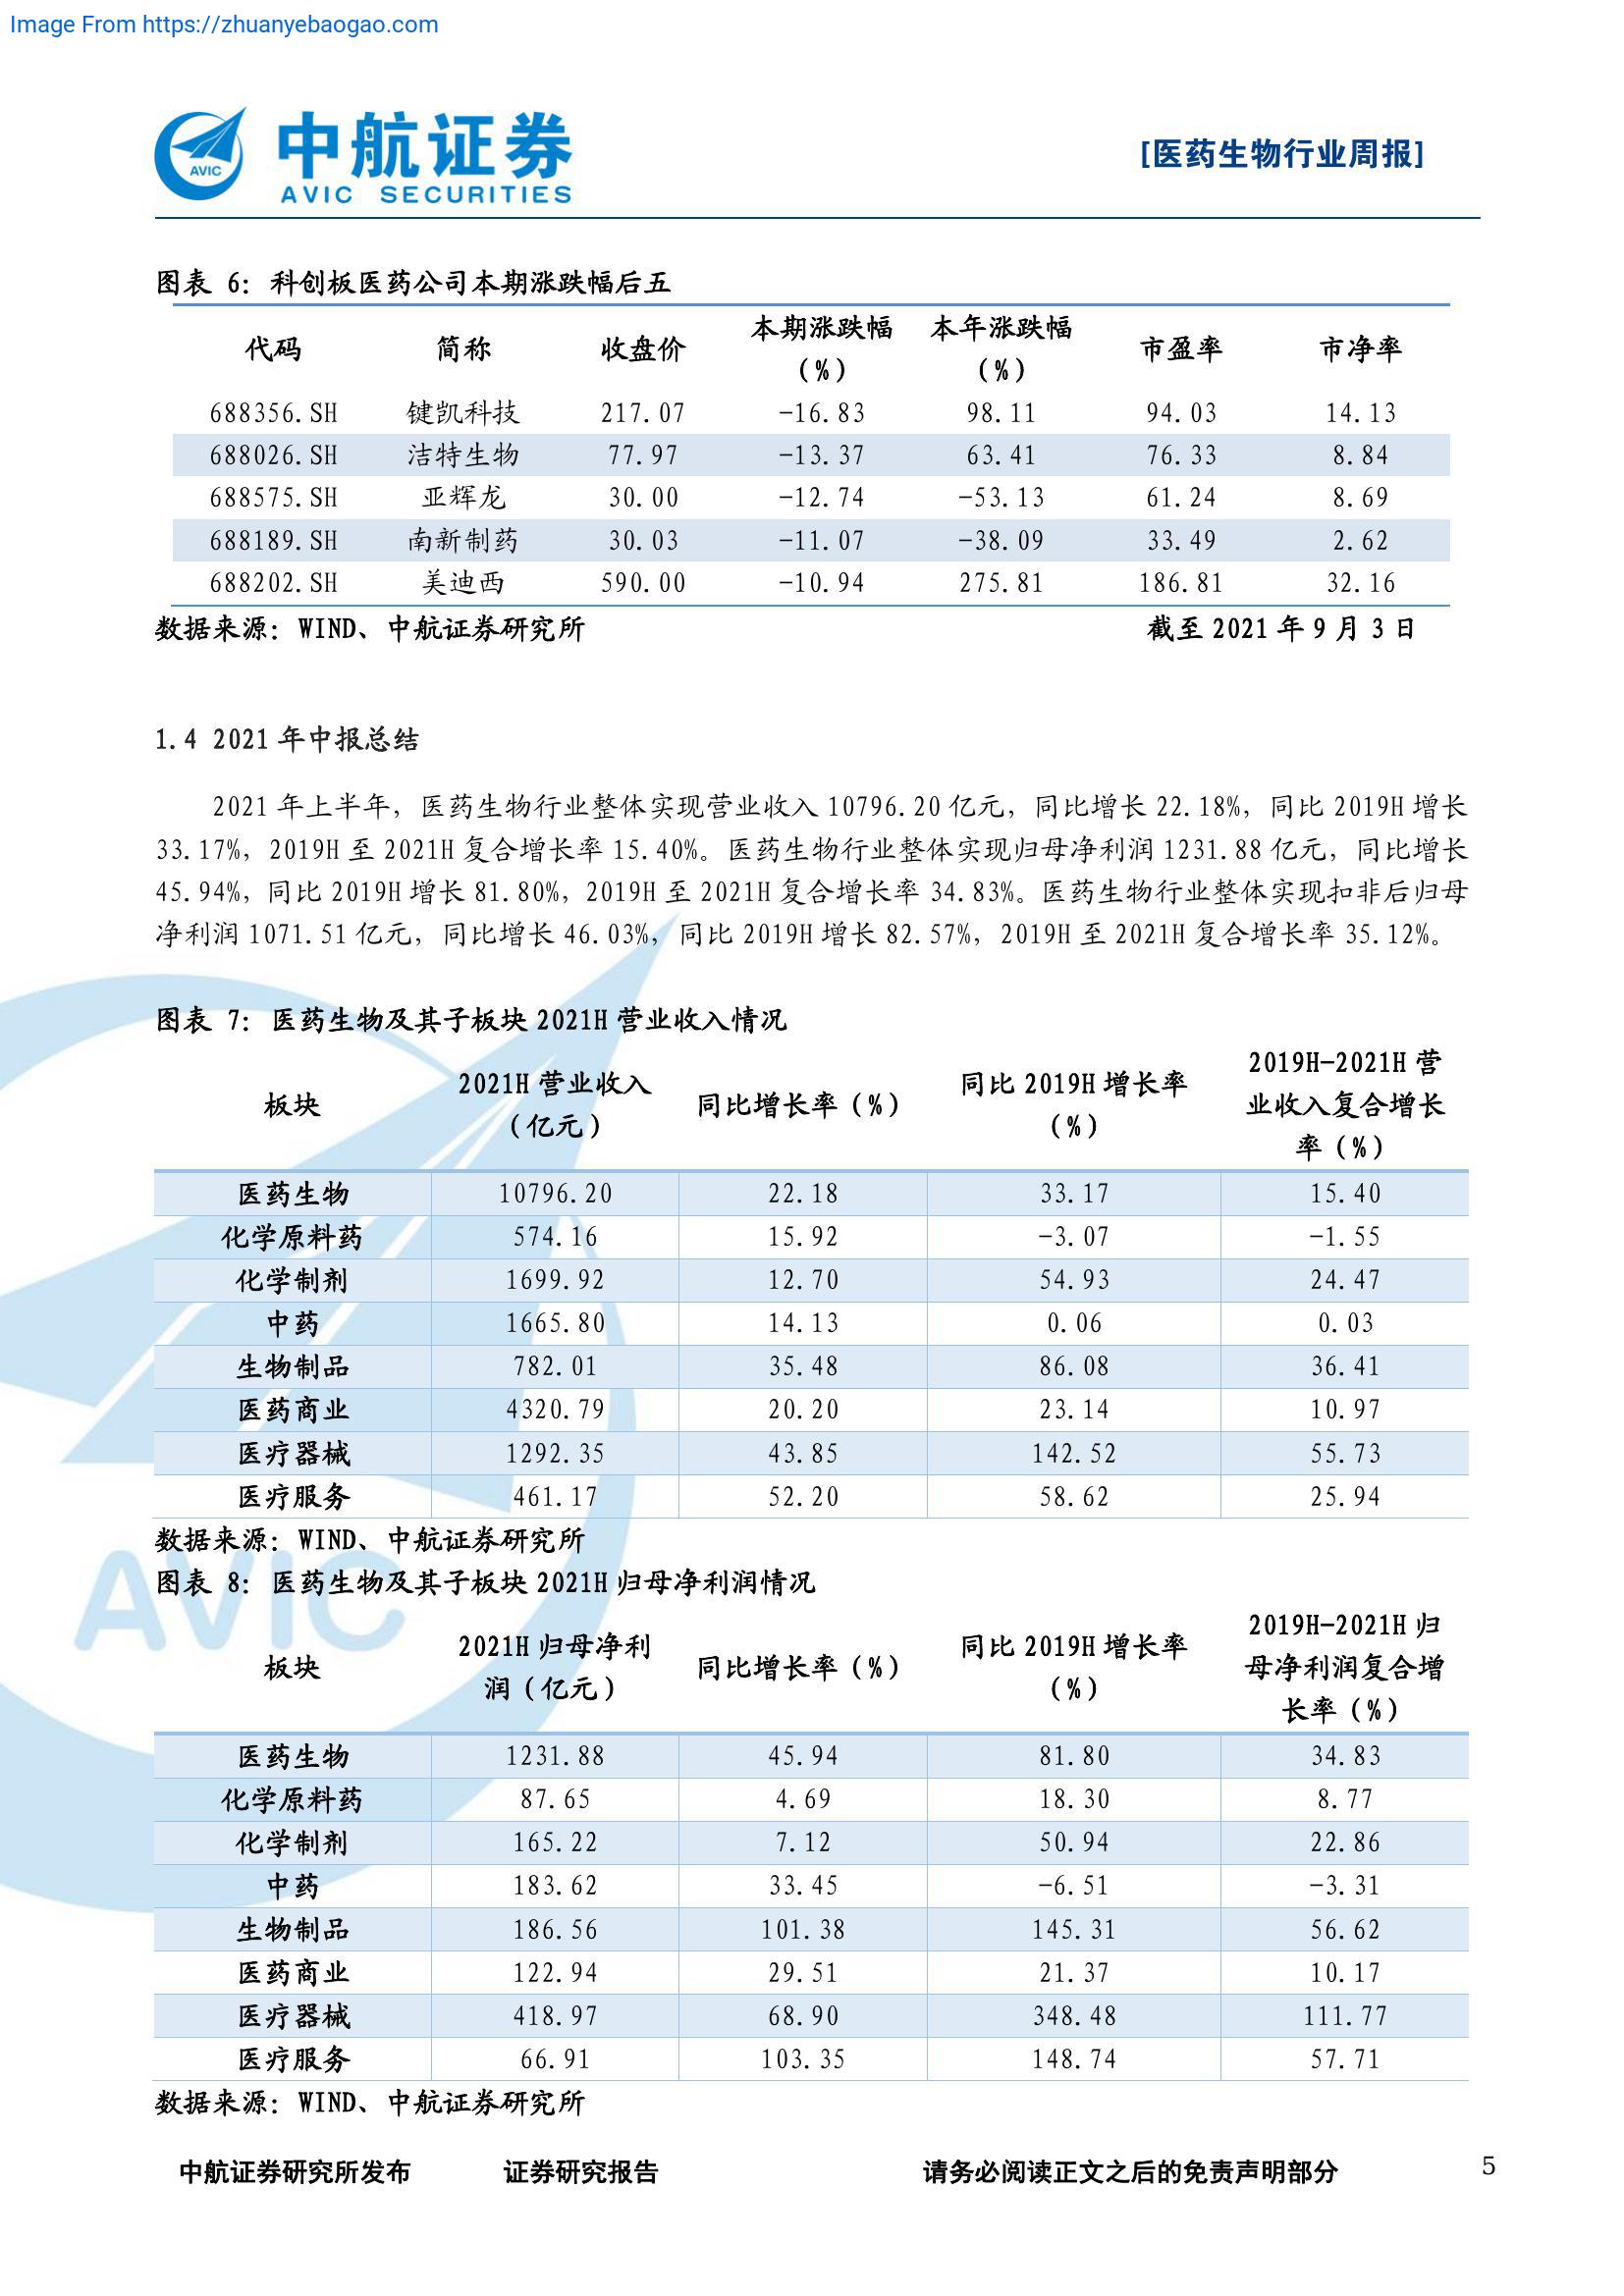 Image From https://zhuanyebaogao.com
中航证券
AVIC SECURITIES
AVIC
[医药生物行业周报]
图表 6：科创板医药公司本期涨跌幅后五
代码 简称 收盘价 本期涨跌幅（%） 本年涨跌幅（%） 市盈率 市净率
688356.SH 键凯科技 217.07 -16.83 98.11 94.03 14.13
688026.SH 洁特生物 77.97 -13.37 63.41 76.33 8.84
688575.SH 亚辉龙 30.00 -12.74 -53.13 61.24 8.69
688189.SH 南新制药 30.03 -11.07 -38.09 33.49 2.62
688202.SH 美迪西 590.00 -10.94 275.81 186.81 32.16
数据来源：WIND、中航证券研究所 截至 2021 年 9 月 3 日
1.4 2021 年中报总结
2021 年上半年，医药生物行业整体实现营业收入 10796.20 亿元，同比增长 22.18%，同比 2019H 增长
33.17%，2019H 至 2021H 复合增长率 15.40%。医药生物行业整体实现归母净利润 1231.88 亿元，同比增长
45.94%，同比 2019H 增长 81.80%，2019H 至 2021H 复合增长率 34.83%。医药生物行业整体实现扣非后归母
净利润 1071.51 亿元，同比增长 46.03%，同比 2019H 增长 82.57%，2019H 至 2021H 复合增长率 35.12%。
图表 7：医药生物及其子板块 2021H 营业收入情况
板块 2021H 营业收入（亿元） 同比增长率（%） 同比 2019H 增长率（%） 2019H-2021H 营业收入复合增长率（%）
医药生物 10796.20 22.18 33.17 15.40
化学原料药 574.16 15.92 -3.07 -1.55
化学制剂 1699.92 12.70 54.93 24.47
中药 1665.80 14.13 0.06 0.03
生物制品 782.01 35.48 86.08 36.41
医药商业 4320.79 20.20 23.14 10.97
医疗器械 1292.35 43.85 142.52 55.73
医疗服务 461.17 52.20 58.62 25.94
数据来源：WIND、中航证券研究所
图表 8：医药生物及其子板块 2021H 归母净利润情况
板块 2021H 归母净利润（亿元） 同比增长率（%） 同比 2019H 增长率（%） 2019H-2021H 归母净利润复合增长率（%）
医药生物 1231.88 45.94 81.80 34.83
化学原料药 87.65 4.69 18.30 8.77
化学制剂 165.22 7.12 50.94 22.86
中药 183.62 33.45 -6.51 -3.31
生物制品 186.56 101.38 145.31 56.62
医药商业 122.94 29.51 21.37 10.17
医疗器械 418.97 68.90 348.48 111.77
医疗服务 66.91 103.35 148.74 57.71
数据来源：WIND、中航证券研究所
AVIC
中航证券研究所发布 证券研究报告 请务必阅读正文之后的免责声明部分 5